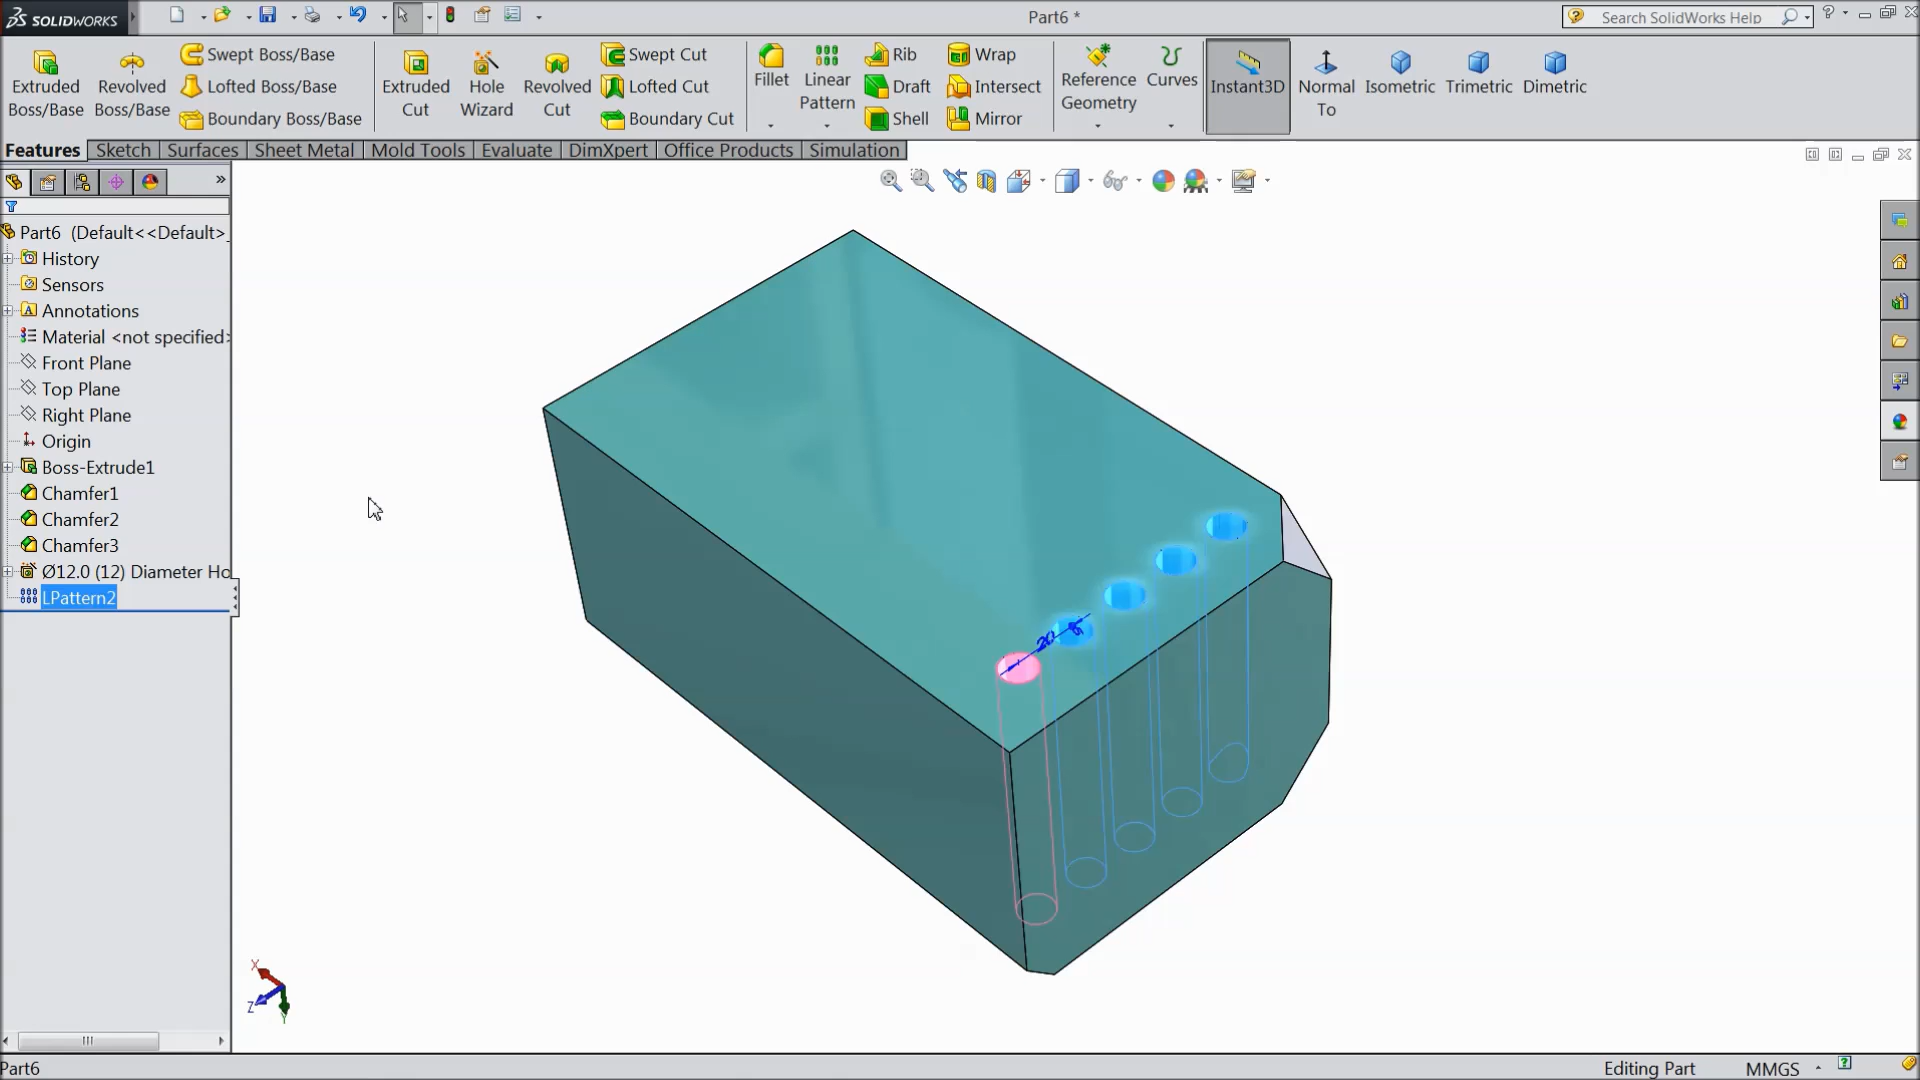 SOLIDWORKS
Part6 *
Search SolidWorks Help
Extruded Boss/Base
Revolved Boss/Base
Swept Boss/Base
Lofted Boss/Base
Boundary Boss/Base
Extruded Cut
Hole Wizard
Revolved Cut
Swept Cut
Lofted Cut
Boundary Cut
Fillet
Linear Pattern
Rib
Draft
Shell
Wrap
Intersect
Mirror
Reference Geometry
Curves
Instant3D
Normal To
Isometric
Trimetric
Dimetric
Features
Sketch
Surfaces
Sheet Metal
Mold Tools
Evaluate
DimXpert
Office Products
Simulation
Part6 (Default<<Default>_
History
Sensors
Annotations
Material <not specified>
Front Plane
Top Plane
Right Plane
Origin
Boss-Extrude1
Chamfer1
Chamfer2
Chamfer3
Ø12.0 (12) Diameter Ho
LPattern2
20
X
Z
Y
Part6
Editing Part
MMGS